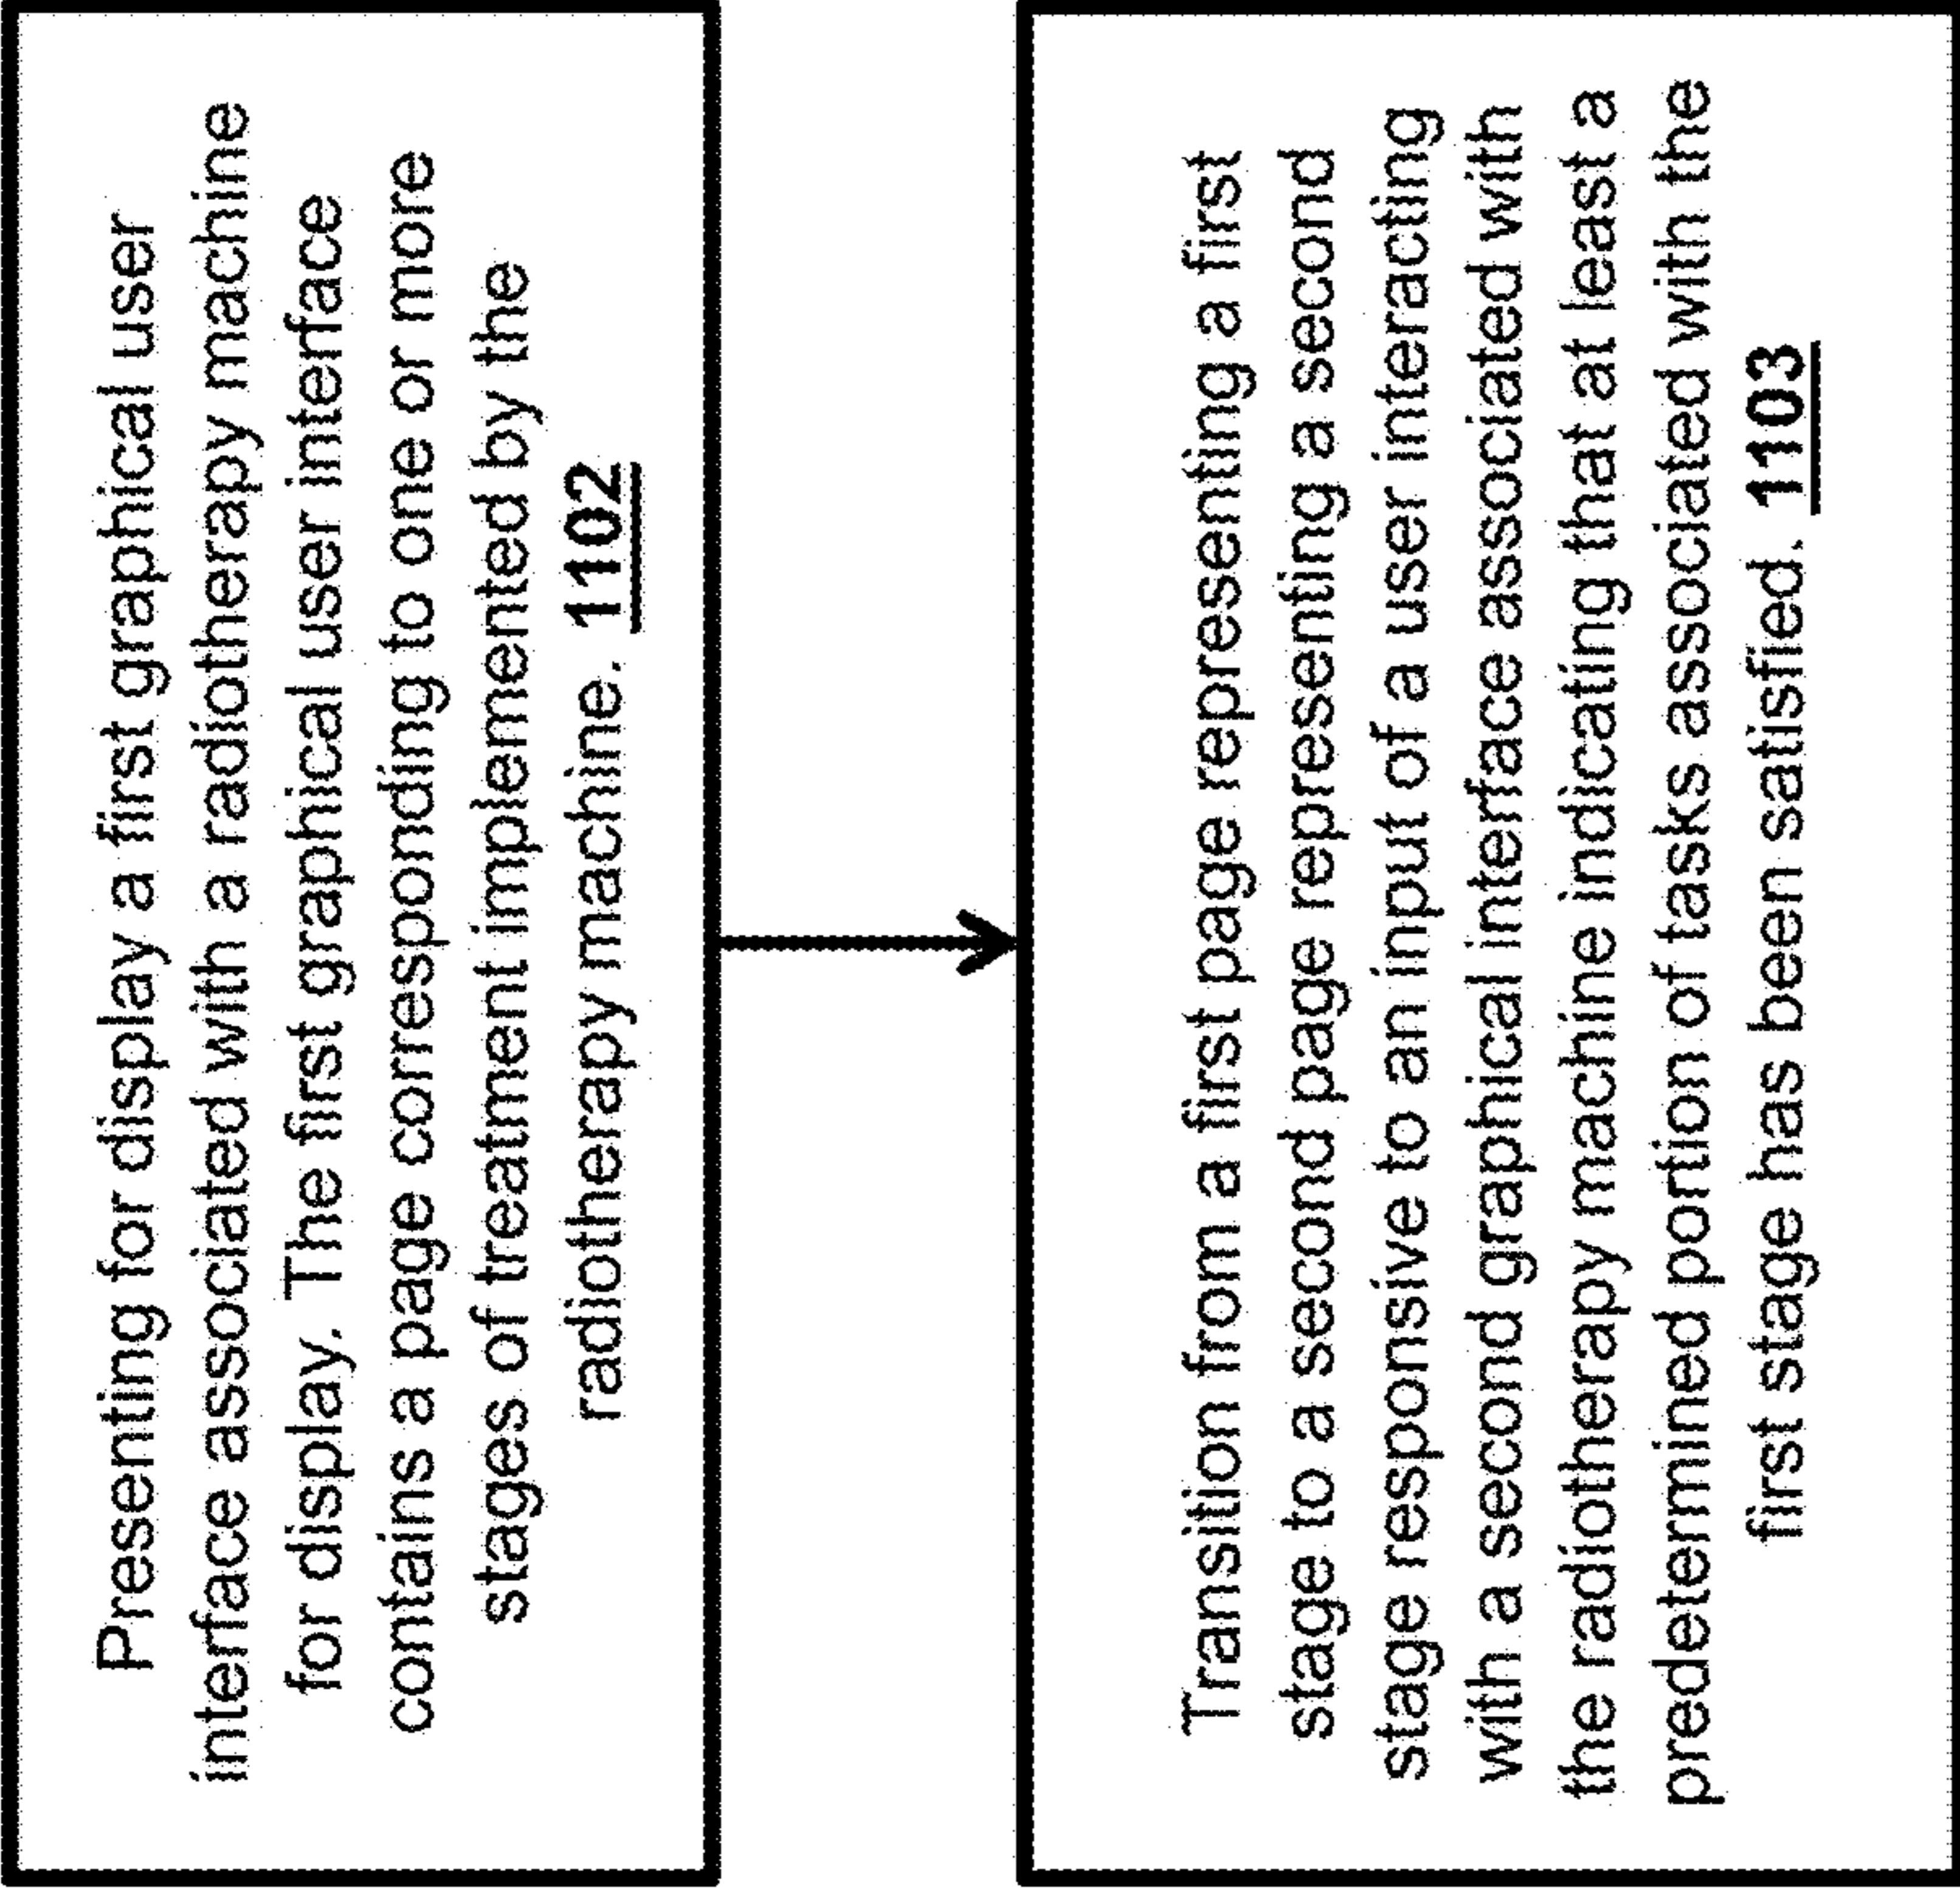 Presenting for display a first graphical user
interface associated with a radiotherapy machine
for display. The first graphical user interface
contains a page corresponding to one or more
stages of treatment implemented by the
radiotherapy machine. 1102
Transition from a first page representing a first
stage to a second page representing a second
stage responsive to an input of a user interacting
with a second graphical interface associated with
the radiotherapy machine indicating that at least a
predetermined portion of tasks associated with the
first stage has been satisfied. 1103